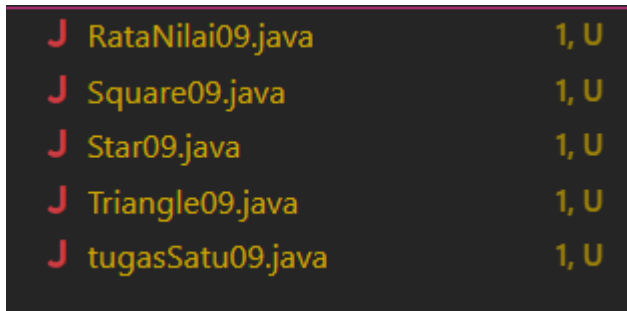 J RataNilai09.java 1, U
J Square09.java 1, U
J Star09.java 1, U
J Triangle09.java 1, U
J tugasSatu09.java 1, U